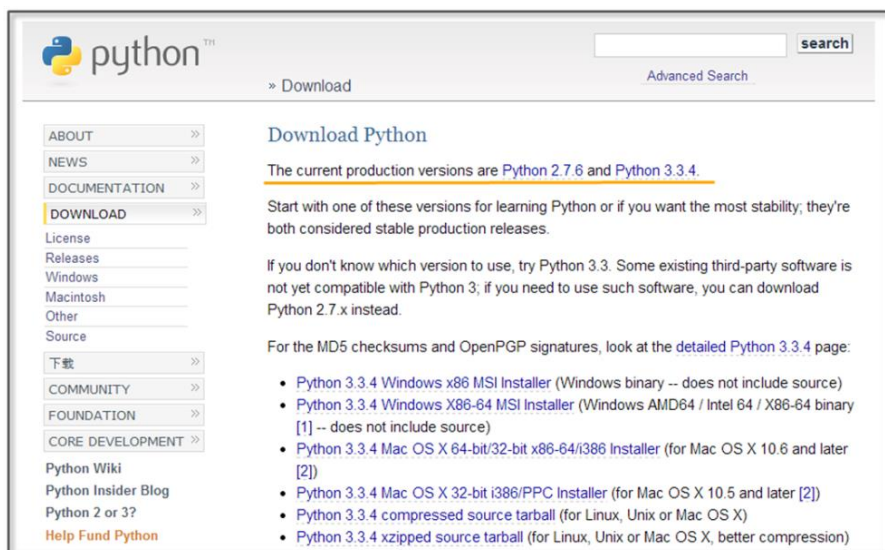 python™
search
» Download
Advanced Search
ABOUT »
NEWS »
DOCUMENTATION »
DOWNLOAD »
License
Releases
Windows
Macintosh
Other
Source
下载 »
COMMUNITY »
FOUNDATION »
CORE DEVELOPMENT »
Python Wiki
Python Insider Blog
Python 2 or 3?
Help Fund Python
Download Python
The current production versions are Python 2.7.6 and Python 3.3.4.
Start with one of these versions for learning Python or if you want the most stability; they're
both considered stable production releases.
If you don't know which version to use, try Python 3.3. Some existing third-party software is
not yet compatible with Python 3; if you need to use such software, you can download
Python 2.7.x instead.
For the MD5 checksums and OpenPGP signatures, look at the detailed Python 3.3.4 page:
• Python 3.3.4 Windows x86 MSI Installer (Windows binary -- does not include source)
• Python 3.3.4 Windows X86-64 MSI Installer (Windows AMD64 / Intel 64 / X86-64 binary
[1] -- does not include source)
• Python 3.3.4 Mac OS X 64-bit/32-bit x86-64/i386 Installer (for Mac OS X 10.6 and later
[2])
• Python 3.3.4 Mac OS X 32-bit i386/PPC Installer (for Mac OS X 10.5 and later [2])
• Python 3.3.4 compressed source tarball (for Linux, Unix or Mac OS X)
• Python 3.3.4 xzipped source tarball (for Linux, Unix or Mac OS X, better compression)